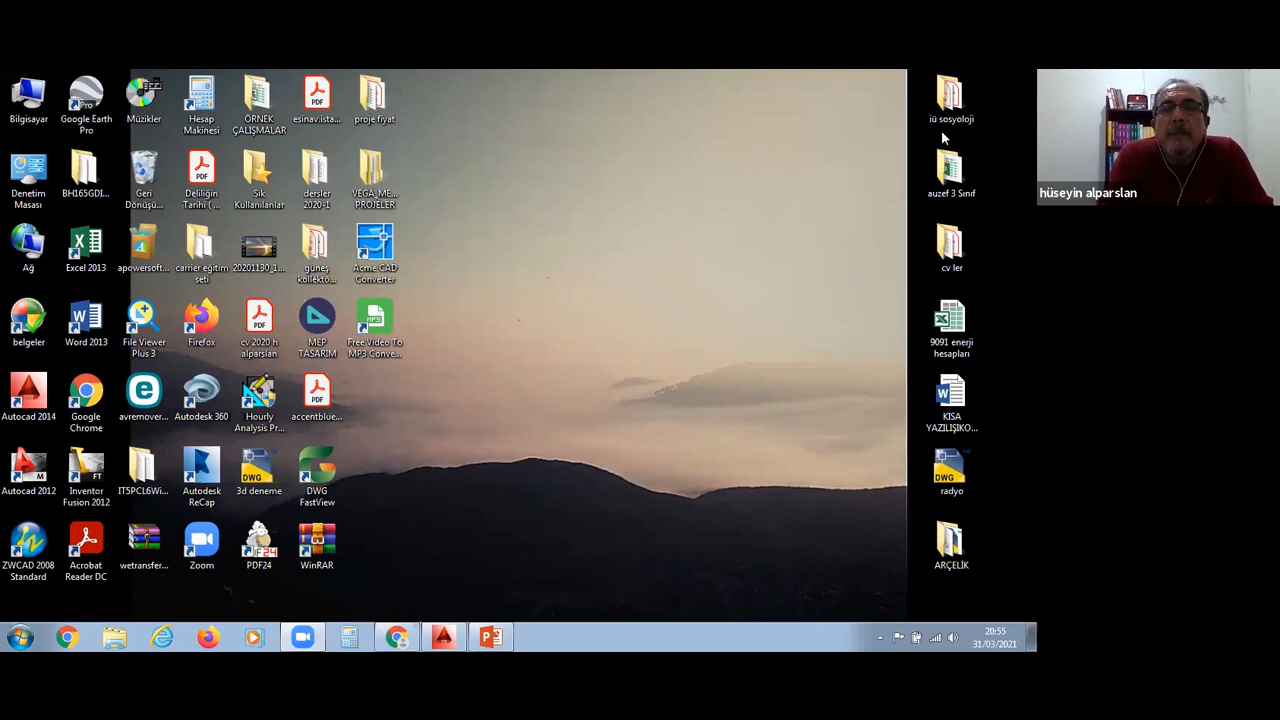 Bilgisayar
Google Earth
Pro
Müzikler
Hesap
Makinesi
ÖRNEK
ÇALIŞMALAR
esinav:ista...
proje fiyat
iü sosyoloji
hüseyin alparslan
Denetim
Masası
BH165GDI...
Geri
Dönüşü...
Deliliğin
Tarihi ( ...
Sık
Kullanılanlar
dersler
2020-1
VEGA_ME...
PROJELER
auzef 3 Sınıf
Ağ
Excel 2013
apowersoft...
carrier eğitim
seti
20201130_1...
güneş
kollektö...
Acme CAD
Converter
cv ler
belgeler
Word 2013
File Viewer
Plus 3
Firefox
cv 2020 h
alparslan
MEP
TASARIM
Free Video To
MP3 Conve...
9091 enerji
hesapları
Autocad 2014
Google
Chrome
avremover...
Autodesk 360
Hourly
Analysis Pr...
accentblue...
KISA
YAZILIŞIKO...
Autocad 2012
Inventor
Fusion 2012
IT5PCL6Wi...
Autodesk
ReCap
3d deneme
DWG
FastView
radyo
ZWCAD 2008
Standard
Acrobat
Reader DC
wetransfer...
Zoom
PDF24
WinRAR
ARÇELİK
20:55
31/03/2021